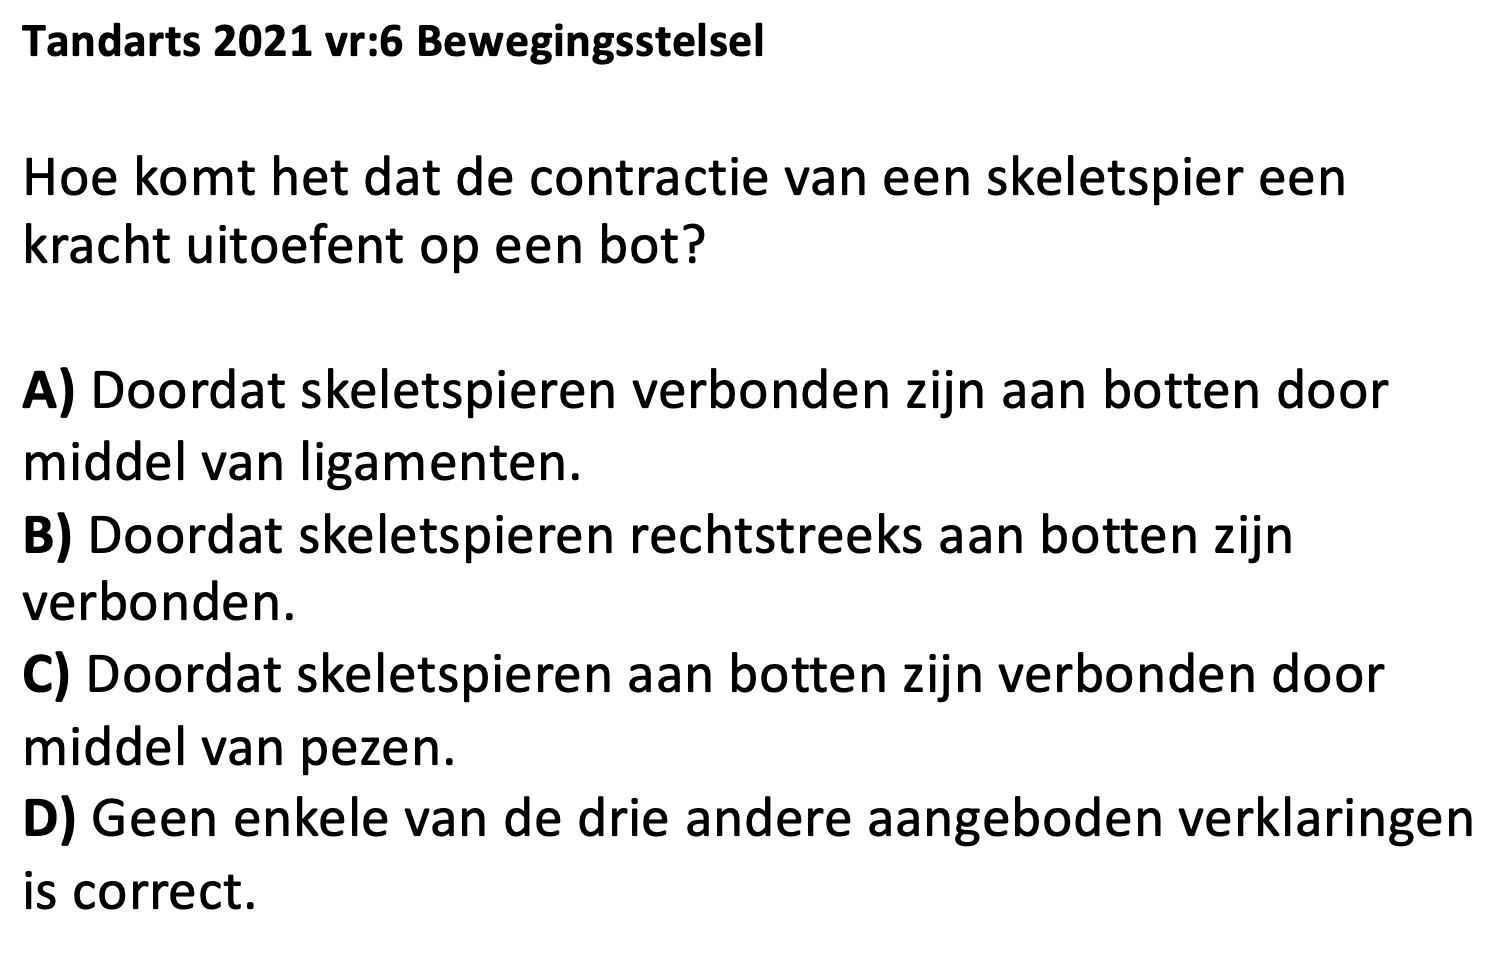 Tandarts 2021 vr:6 Bewegingsstelsel
Hoe komt het dat de contractie van een skeletspier een
kracht uitoefent op een bot?
A) Doordat skeletspieren verbonden zijn aan botten door
middel van ligamenten.
B) Doordat skeletspieren rechtstreeks aan botten zijn
verbonden.
C) Doordat skeletspieren aan botten zijn verbonden door
middel van pezen.
D) Geen enkele van de drie andere aangeboden verklaringen
is correct.